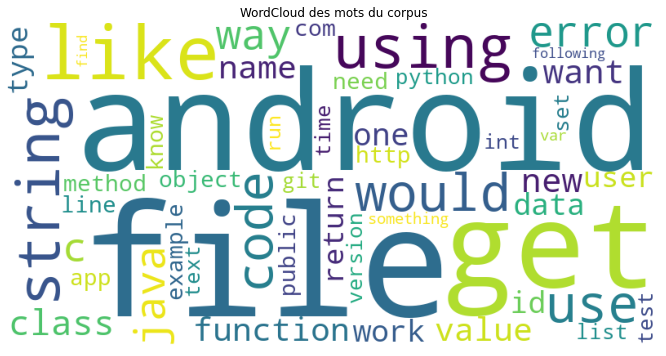 WordCloud des mots du corpus
like
find
way
com
using
error
following
type
name
need
python
want
android
string
know
run
time
one
http
int
set
var
method
object
git
code
return
would
new
user
line
something
data
c
app
java
example
text
file
public
version
get
id
use
test
class
function
work
value
list